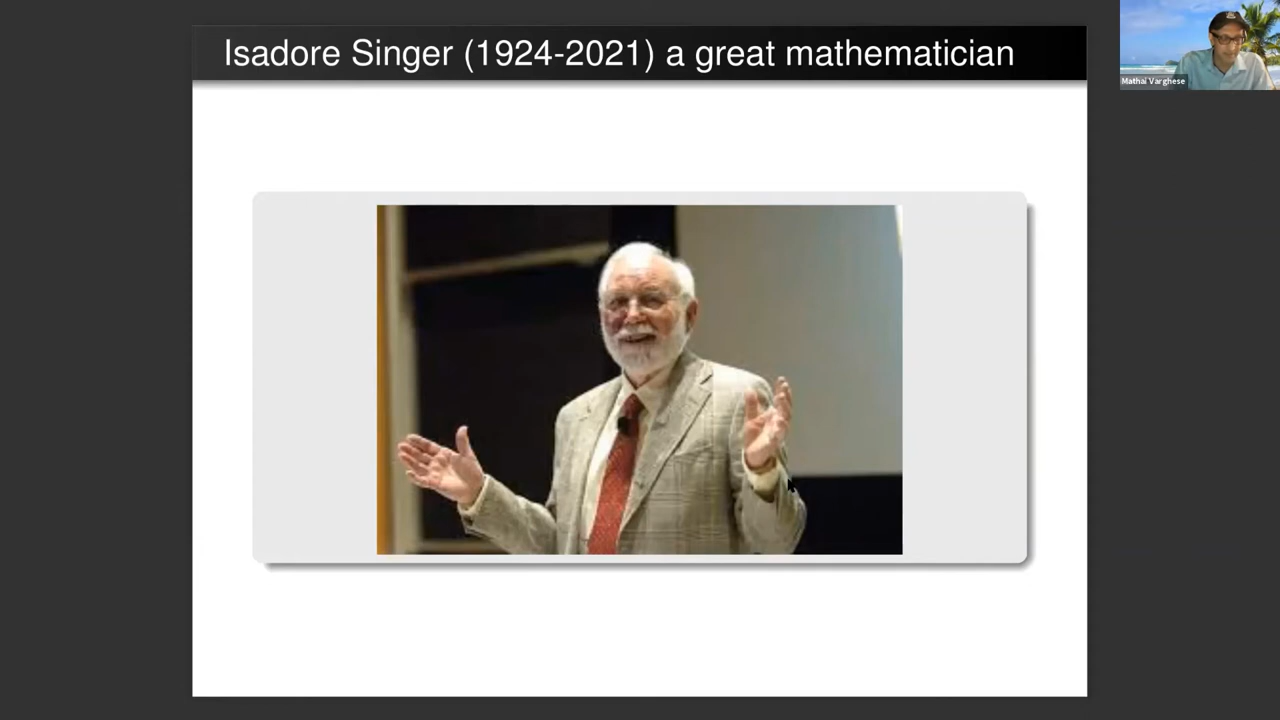 Isadore Singer (1924-2021) a great mathematician
Mathai Varghese